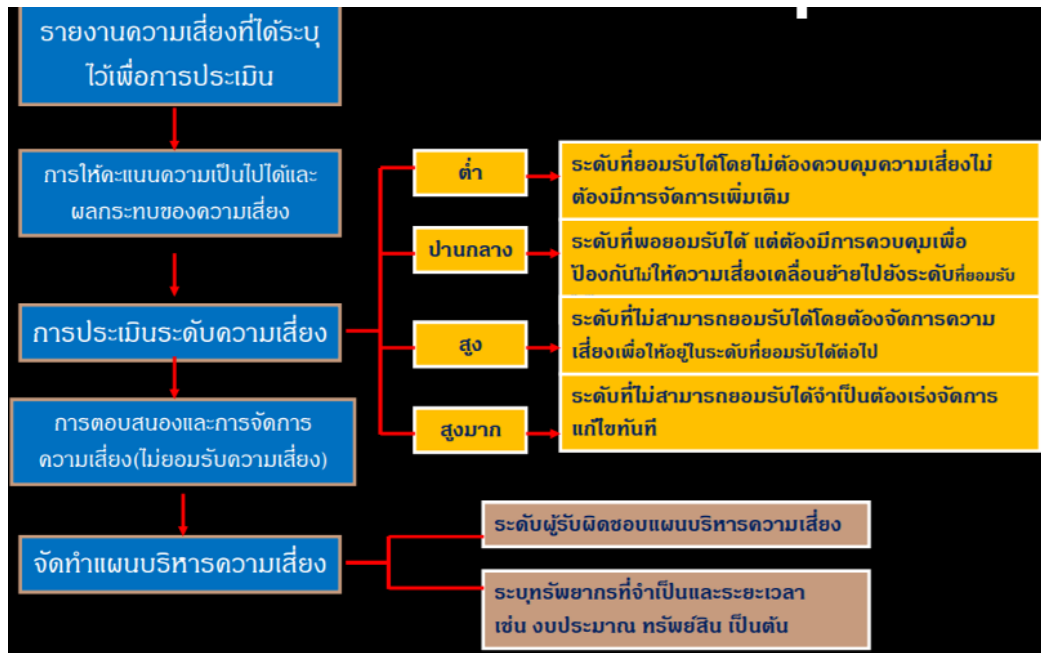 รายงานความเสี่ยงที่ได้ระบุ
ไว้เพื่อการประเมิน
การให้คะแนนความเป็นไปได้และ
ผลกระทบของความเสี่ยง
การประเมินระดับความเสี่ยง
ต่ำ
ระดับที่ยอมรับได้โดยไม่ต้องควบคุมความเสี่ยงไม่
ต้องมีการจัดการเพิ่มเติม
ปานกลาง
ระดับที่พอยอมรับได้ แต่ต้องมีการควบคุมเพื่อ
ป้องกันไม่ให้ความเสี่ยงเคลื่อนย้ายไปยังระดับที่ยอมรับ
สูง
ระดับที่ไม่สามารถยอมรับได้โดยต้องจัดการความ
เสี่ยงเพื่อให้อยู่ในระดับที่ยอมรับได้ต่อไป
สูงมาก
ระดับที่ไม่สามารถยอมรับได้จำเป็นต้องเร่งจัดการ
แก้ไขทันที
การตอบสนองและการจัดการ
ความเสี่ยง(ไม่ยอมรับความเสี่ยง)
จัดทำแผนบริหารความเสี่ยง
ระดับผู้รับผิดชอบแผนบริหารความเสี่ยง
ระบุทรัพยากรที่จำเป็นและระยะเวลา
เช่น งบประมาณ ทรัพย์สิน เป็นต้น